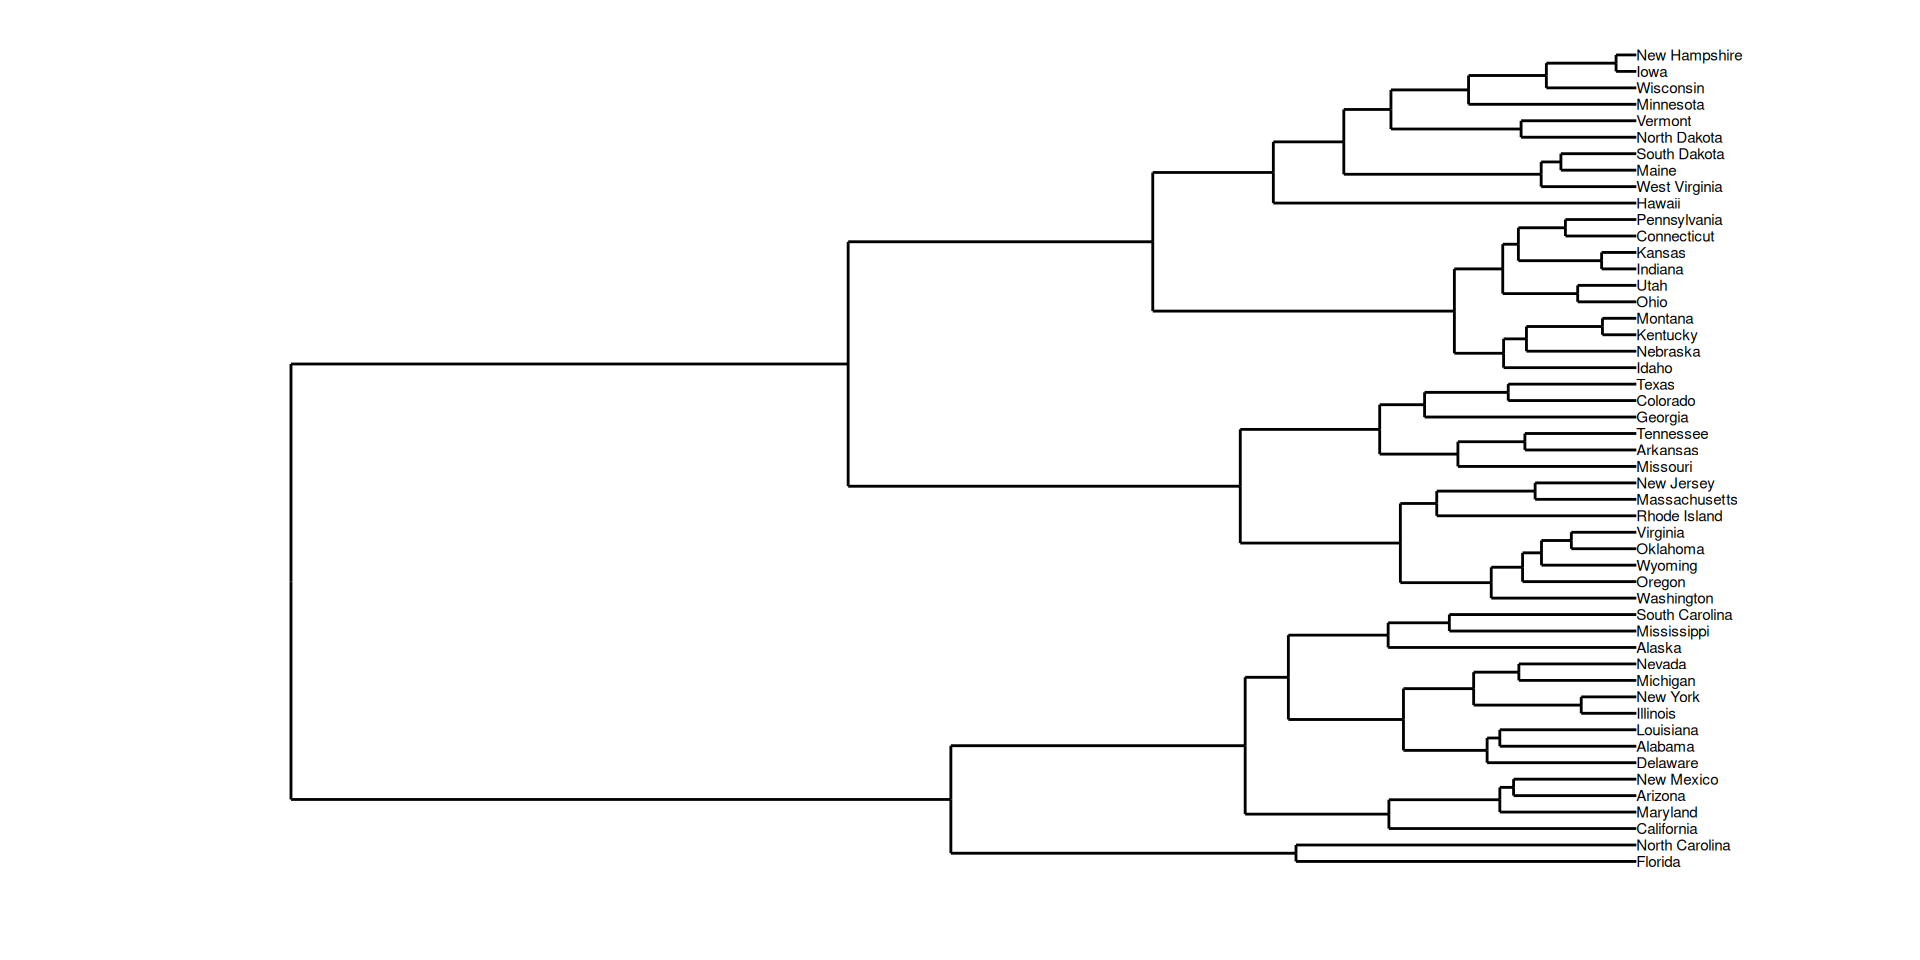 New Hampshire
Iowa
Wisconsin
Minnesota
Vermont
North Dakota
South Dakota
Maine
West Virginia
Hawaii
Pennsylvania
Connecticut
Kansas
Indiana
Utah
Ohio
Montana
Kentucky
Nebraska
Idaho
Texas
Colorado
Georgia
Tennessee
Arkansas
Missouri
New Jersey
Massachusetts
Rhode Island
Virginia
Oklahoma
Wyoming
Oregon
Washington
South Carolina
Mississippi
Alaska
Nevada
Michigan
New York
Illinois
Louisiana
Alabama
Delaware
New Mexico
Arizona
Maryland
California
North Carolina
Florida